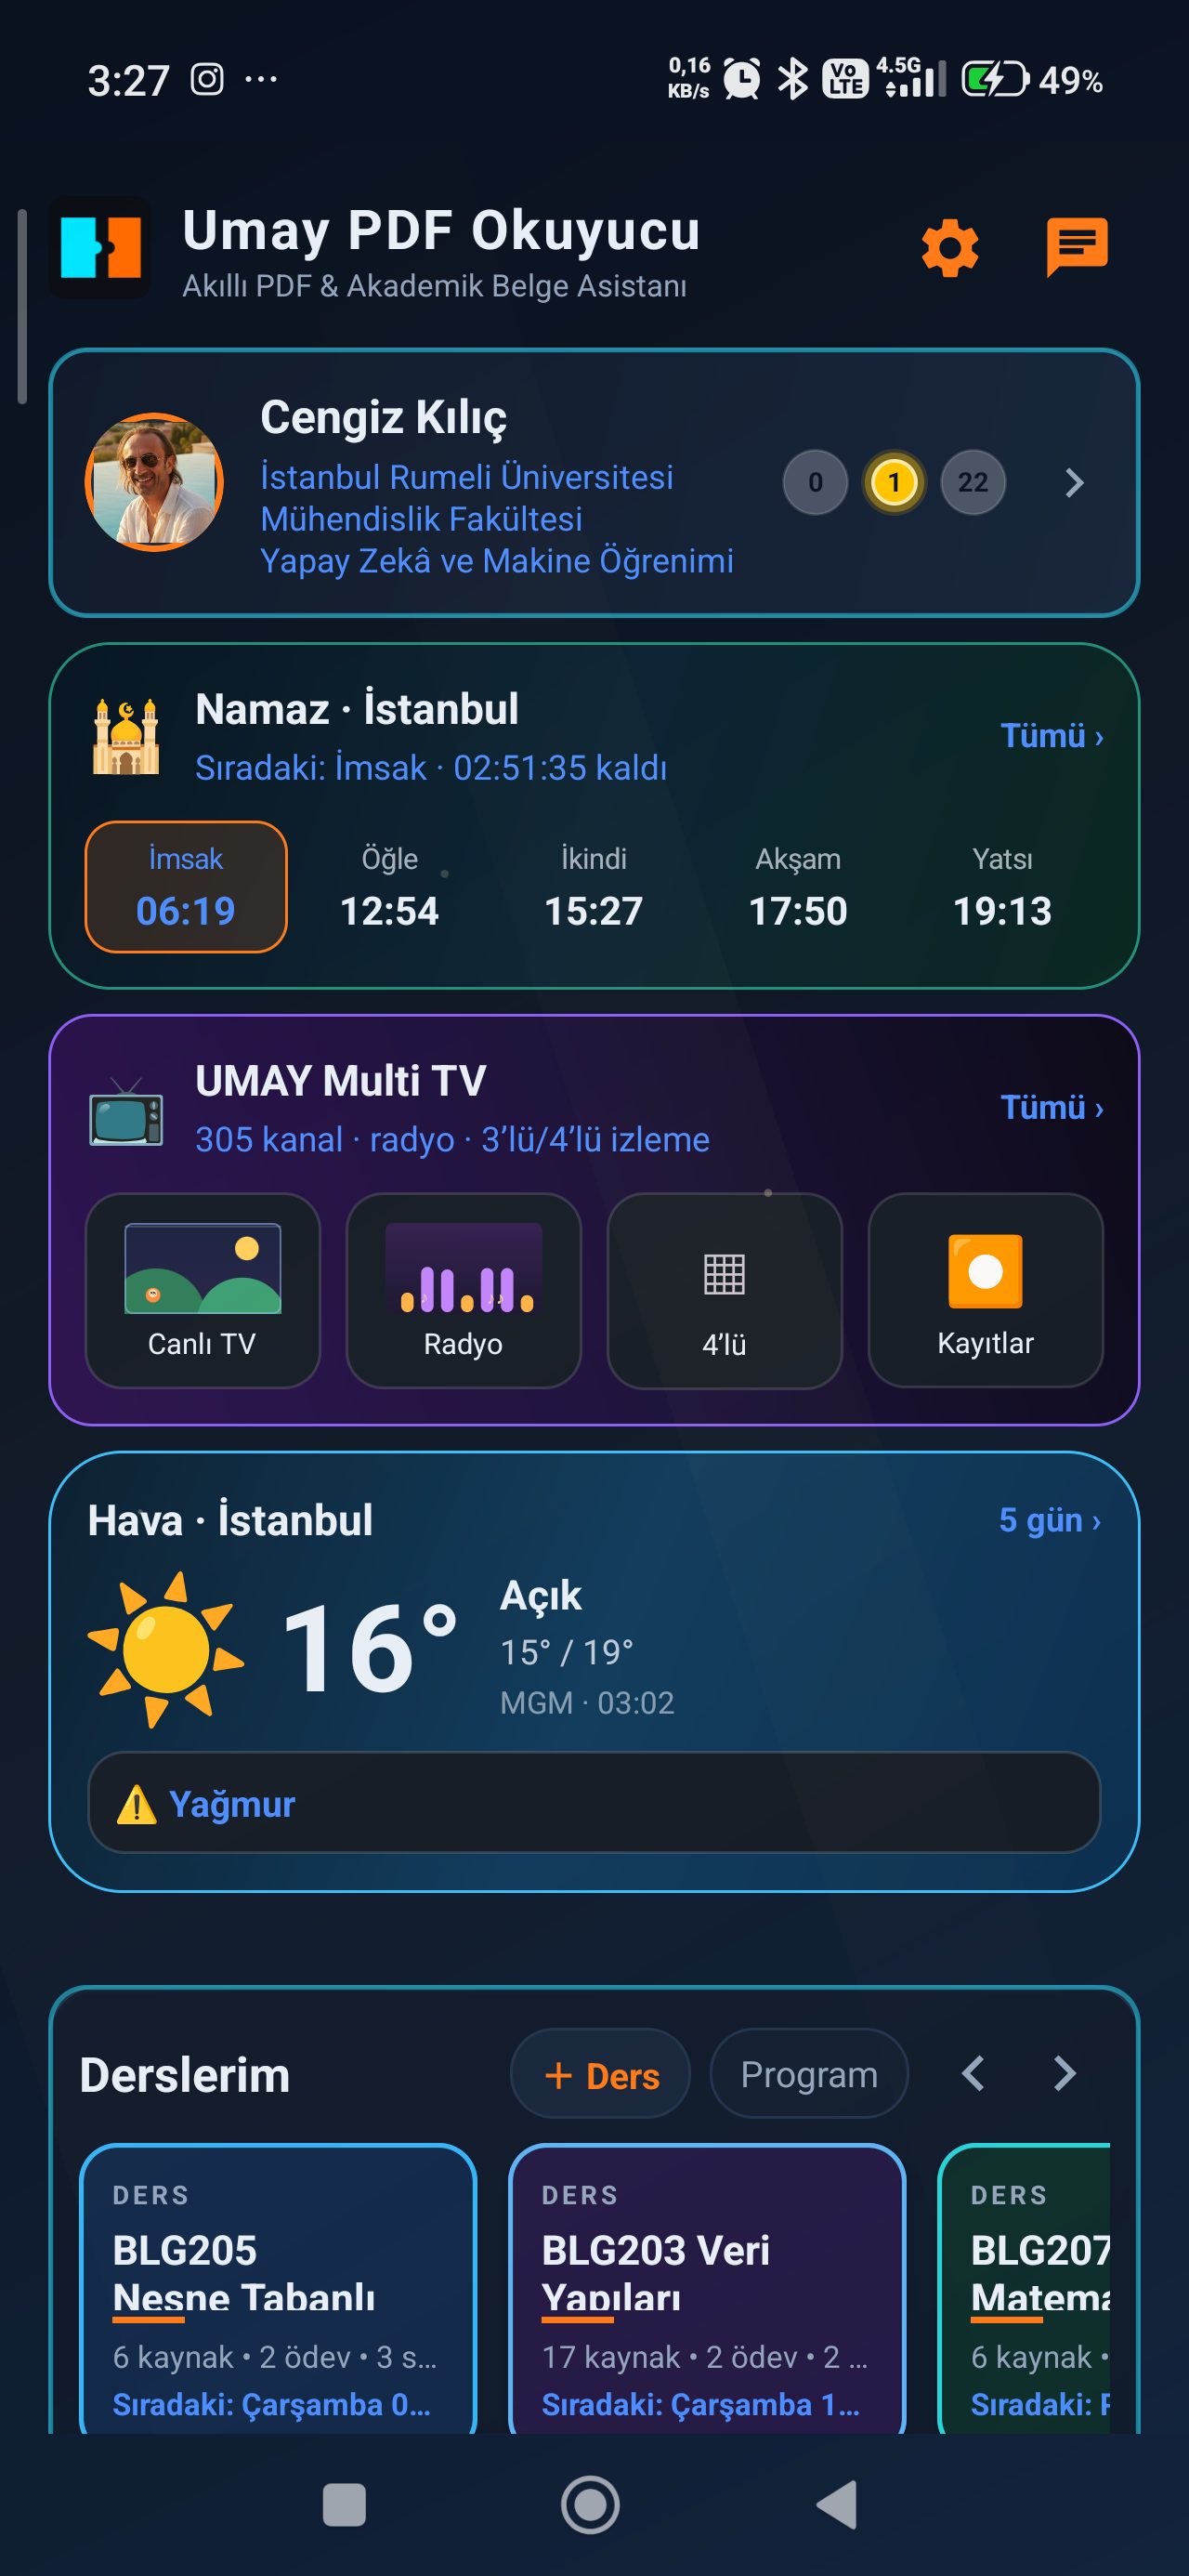 3:27
0,16
KB/s
Vo
LTE
4.5G
49%
Umay PDF Okuyucu
Akıllı PDF & Akademik Belge Asistanı
Cengiz Kılıç
İstanbul Rumeli Üniversitesi
Mühendislik Fakültesi
Yapay Zekâ ve Makine Öğrenimi
0
1
22
Namaz · İstanbul
Sıradaki: İmsak · 02:51:35 kaldı
Tümü ›
İmsak
06:19
Öğle
12:54
İkindi
15:27
Akşam
17:50
Yatsı
19:13
UMAY Multi TV
305 kanal · radyo · 3’lü/4’lü izleme
Tümü ›
Canlı TV
Radyo
4’lü
Kayıtlar
Hava · İstanbul
5 gün ›
16°
Açık
15° / 19°
MGM · 03:02
Yağmur
Derslerim
+ Ders
Program
DERS
BLG205
Nesne Tabanlı
6 kaynak • 2 ödev • 3 s...
Sıradaki: Çarşamba 0...
DERS
BLG203 Veri
Yapıları
17 kaynak • 2 ödev • 2 ...
Sıradaki: Çarşamba 1...
DERS
BLG207
Matema
6 kaynak •
Sıradaki: